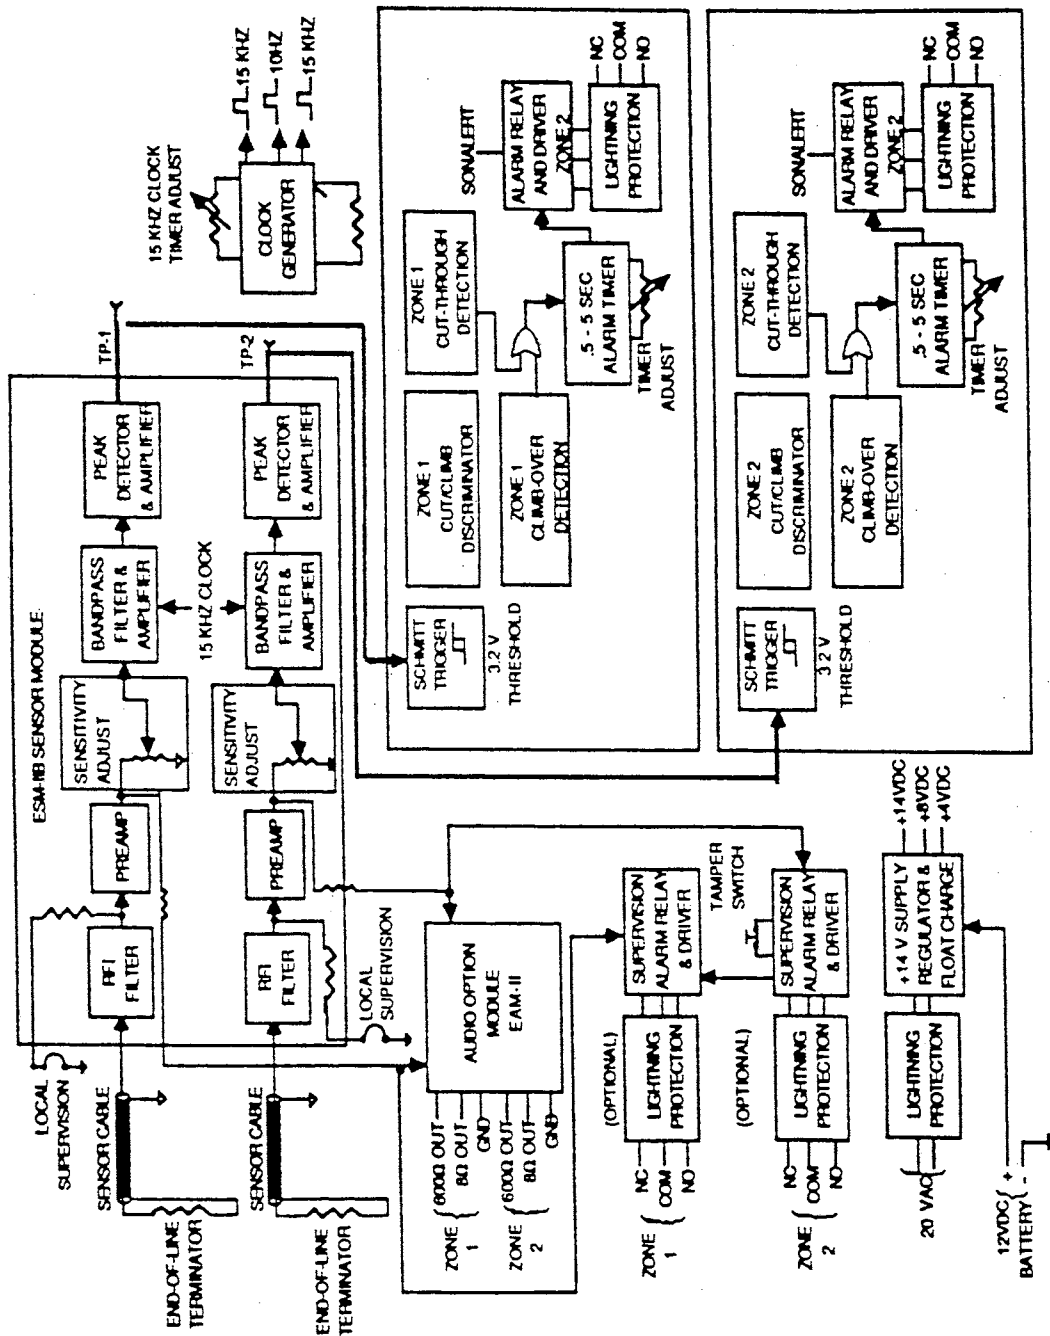 END-OF-LINE
TERMINATOR
SENSOR CABLE
LOCAL
SUPERVISION
RFI
FILTER
PREAMP
ESM-IIB SENSOR MODULE
SENSITIVITY
ADJUST
BANDPASS
FILTER &
AMPLIFIER
PEAK
DETECTOR
& AMPLIFIER
TP-1
15 KHZ CLOCK
TIMER ADJUST
CLOCK
GENERATOR
15 KHZ
10HZ
15 KHZ
15 KHZ CLOCK
END-OF-LINE
TERMINATOR
SENSOR CABLE
RFI
FILTER
LOCAL
SUPERVISION
PREAMP
SENSITIVITY
ADJUST
BANDPASS
FILTER &
AMPLIFIER
PEAK
DETECTOR
& AMPLIFIER
TP-2
SCHMITT
TRIGGER
3.2 V
THRESHOLD
ZONE 1
CUT/CLIMB
DISCRIMINATOR
ZONE 1
CUT-THROUGH
DETECTION
ZONE 1
CLIMB-OVER
DETECTION
.5 - 5 SEC
ALARM TIMER
TIMER
ADJUST
SONALERT
ALARM RELAY
AND DRIVER
ZONE 2
LIGHTNING
PROTECTION
NC
COM
NO
ZONE
1
600Ω OUT
8Ω OUT
GND
ZONE
2
600Ω OUT
8Ω OUT
GND
AUDIO OPTION
MODULE
EAM-II
ZONE
1
NC
COM
NO
(OPTIONAL)
LIGHTNING
PROTECTION
SUPERVISION
ALARM RELAY
& DRIVER
TAMPER
SWITCH
ZONE
2
NC
COM
NO
(OPTIONAL)
LIGHTNING
PROTECTION
SUPERVISION
ALARM RELAY
& DRIVER
SCHMITT
TRIGGER
3.2 V
THRESHOLD
ZONE 2
CUT/CLIMB
DISCRIMINATOR
ZONE 2
CUT-THROUGH
DETECTION
ZONE 2
CLIMB-OVER
DETECTION
.5 - 5 SEC
ALARM TIMER
TIMER
ADJUST
SONALERT
ALARM RELAY
AND DRIVER
ZONE 2
LIGHTNING
PROTECTION
NC
COM
NO
20 VAC
LIGHTNING
PROTECTION
+14 V SUPPLY
REGULATOR &
FLOAT CHARGE
+14VDC
+8VDC
+4VDC
12VDC
BATTERY
+
-